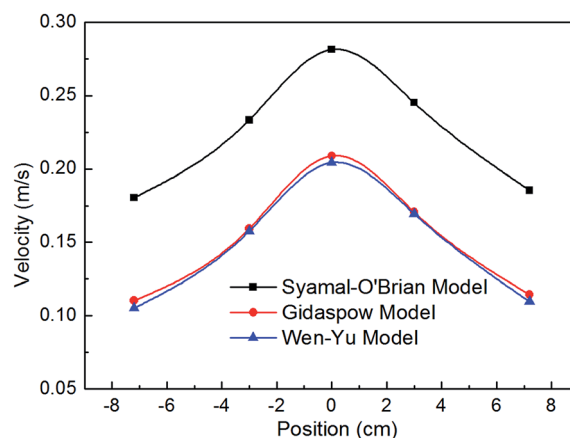 0.30
0.25
0.20
0.15
0.10
0.05
Velocity (m/s)
Syamal-O'Brian Model
Gidaspow Model
Wen-Yu Model
-8 -6 -4 -2 0 2 4 6 8
Position (cm)